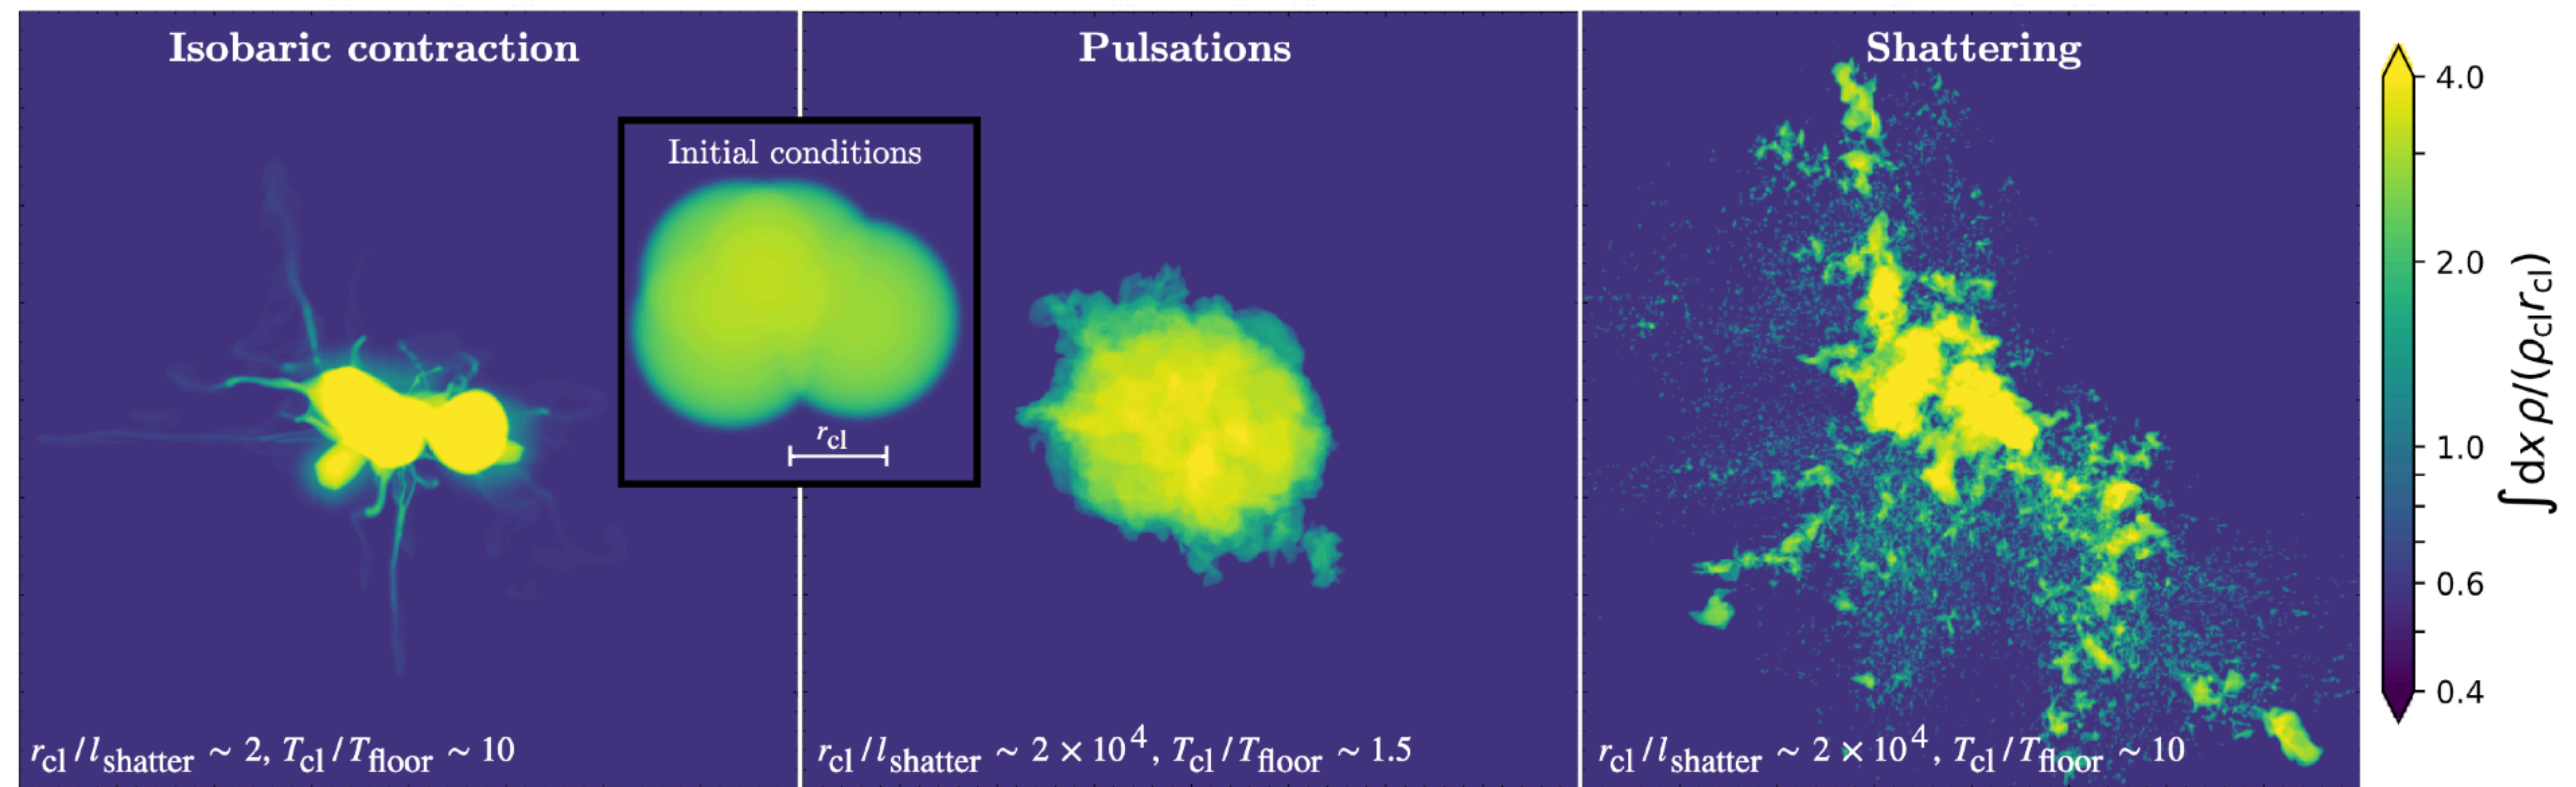 Isobaric contraction
Pulsations
Shattering
Initial conditions
r_cl
r_cl / l_shatter ~ 2, T_cl / T_floor ~ 10
r_cl / l_shatter ~ 2 × 10^4, T_cl / T_floor ~ 1.5
r_cl / l_shatter ~ 2 × 10^4, T_cl / T_floor ~ 10
4.0
2.0
1.0
0.6
0.4
∫ dx ρ/(ρ_cl r_cl)